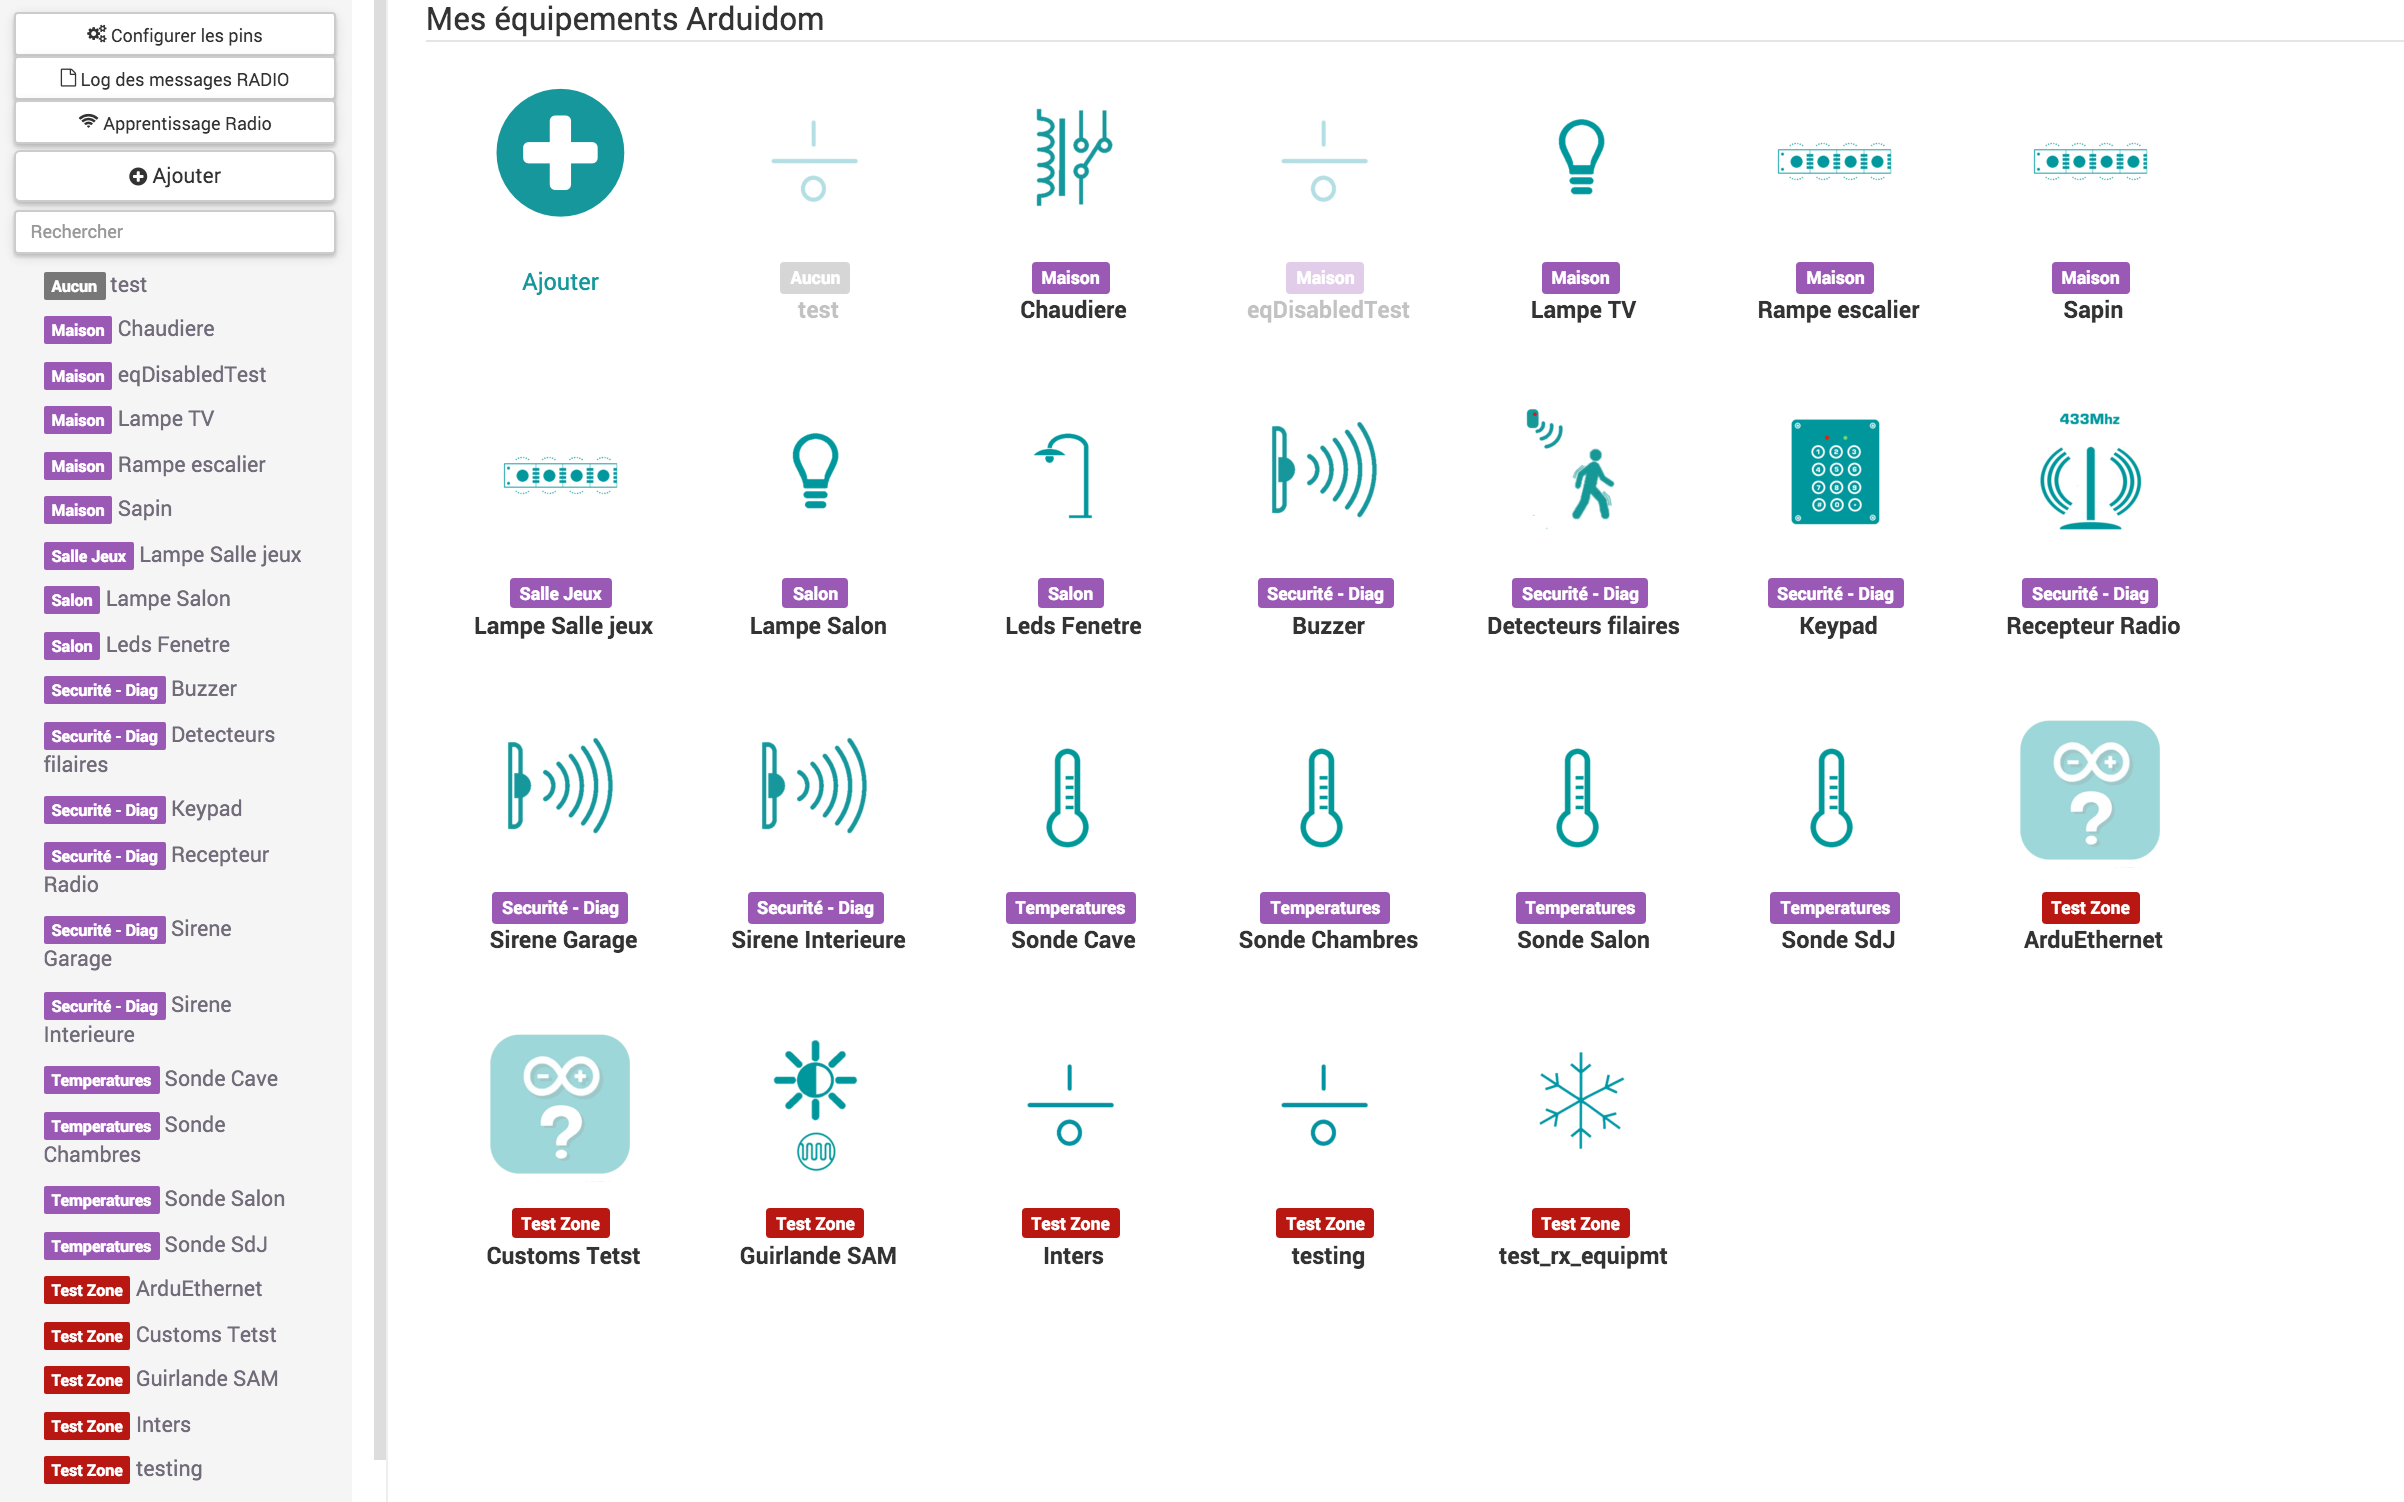 Configurer les pins
Log des messages RADIO
Apprentissage Radio
Ajouter
Rechercher
Aucun test
Maison Chaudiere
Maison eqDisabledTest
Maison Lampe TV
Maison Rampe escalier
Maison Sapin
Salle Jeux Lampe Salle jeux
Salon Lampe Salon
Salon Leds Fenetre
Securité - Diag Buzzer
Securité - Diag Detecteurs
filaires
Securité - Diag Keypad
Securité - Diag Recepteur
Radio
Securité - Diag Sirene
Garage
Securité - Diag Sirene
Interieure
Temperatures Sonde Cave
Temperatures Sonde
Chambres
Temperatures Sonde Salon
Temperatures Sonde SdJ
Test Zone ArduEthernet
Test Zone Customs Tetst
Test Zone Guirlande SAM
Test Zone Inters
Test Zone testing
Mes équipements Arduidom
Ajouter
Aucun
test
Maison
Chaudiere
Maison
eqDisabledTest
Maison
Lampe TV
Maison
Rampe escalier
Maison
Sapin
Salle Jeux
Lampe Salle jeux
Salon
Lampe Salon
Salon
Leds Fenetre
Securité - Diag
Buzzer
Securité - Diag
Detecteurs filaires
Securité - Diag
Keypad
433Mhz
Securité - Diag
Recepteur Radio
Securité - Diag
Sirene Garage
Securité - Diag
Sirene Interieure
Temperatures
Sonde Cave
Temperatures
Sonde Chambres
Temperatures
Sonde Salon
Temperatures
Sonde SdJ
?
Test Zone
ArduEthernet
?
Test Zone
Customs Tetst
Test Zone
Guirlande SAM
Test Zone
Inters
Test Zone
testing
Test Zone
test_rx_equipmt